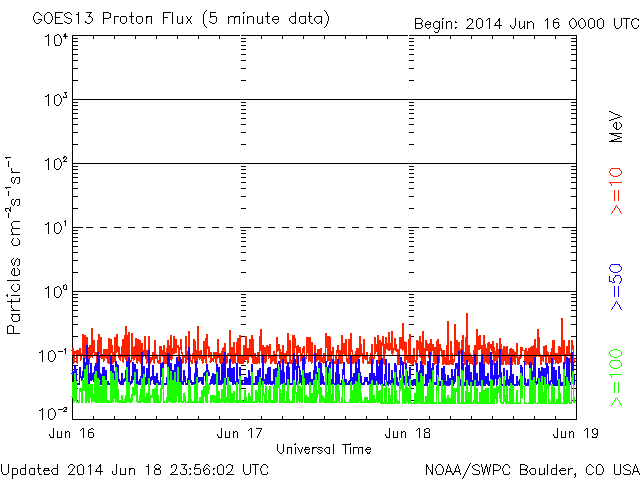 GOES13 Proton Flux (5 minute data)
Begin: 2014 Jun 16 0000 UTC
10⁴
10³
10²
10¹
10⁰
10⁻¹
10⁻²
Particles cm⁻²s⁻¹sr⁻¹
MeV
>=10
>=50
>=100
Jun 16
Jun 17
Jun 18
Jun 19
Universal Time
Updated 2014 Jun 18 23:56:02 UTC
NOAA/SWPC Boulder, CO USA